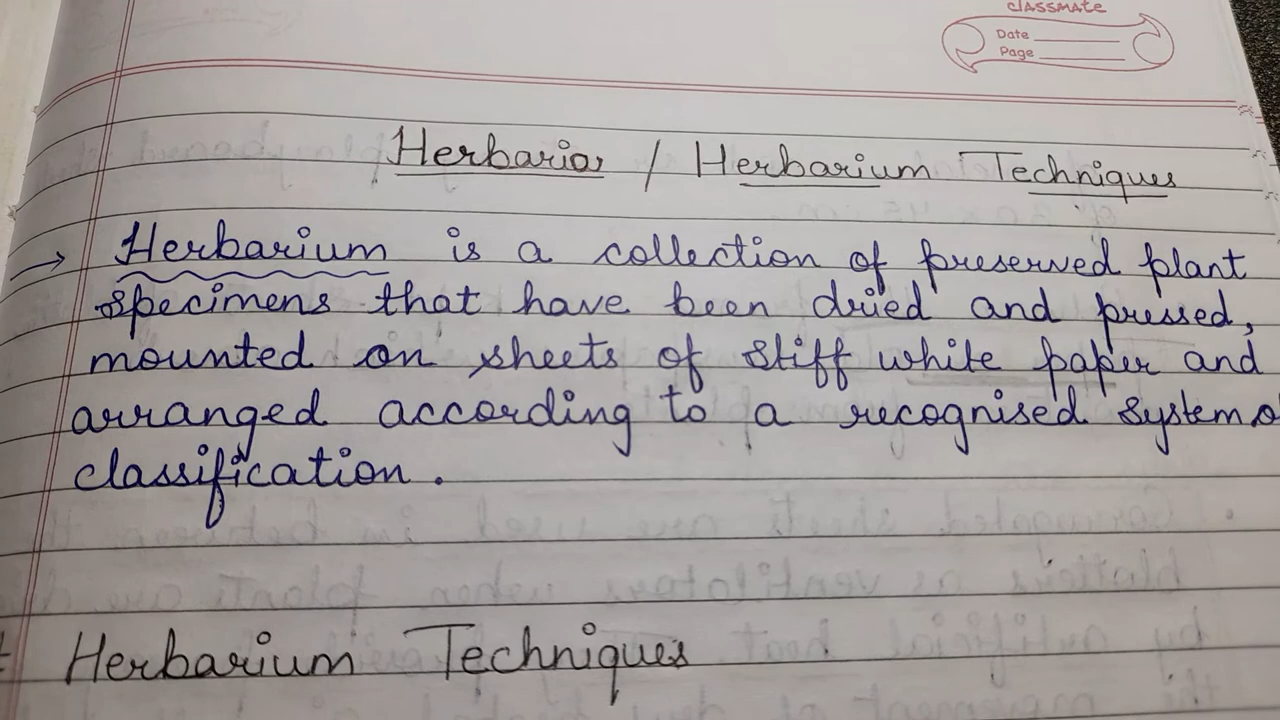 classmate
Date
Page
Herbaria / Herbarium Techniques
→ Herbarium is a collection of preserved plant
specimens that have been dried and pressed,
mounted on sheets of stiff white paper and
arranged according to a recognised system
classification.
Herbarium Techniques